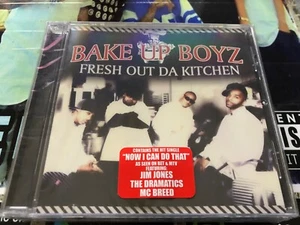 BAKE UP BOYZ
FRESH OUT DA KITCHEN
CONTAINS THE HIT SINGLE
"NOW I CAN DO THAT"
AS SEEN ON BET & MTV
FEATURING
JIM JONES
THE DRAMATICS
MC BREED